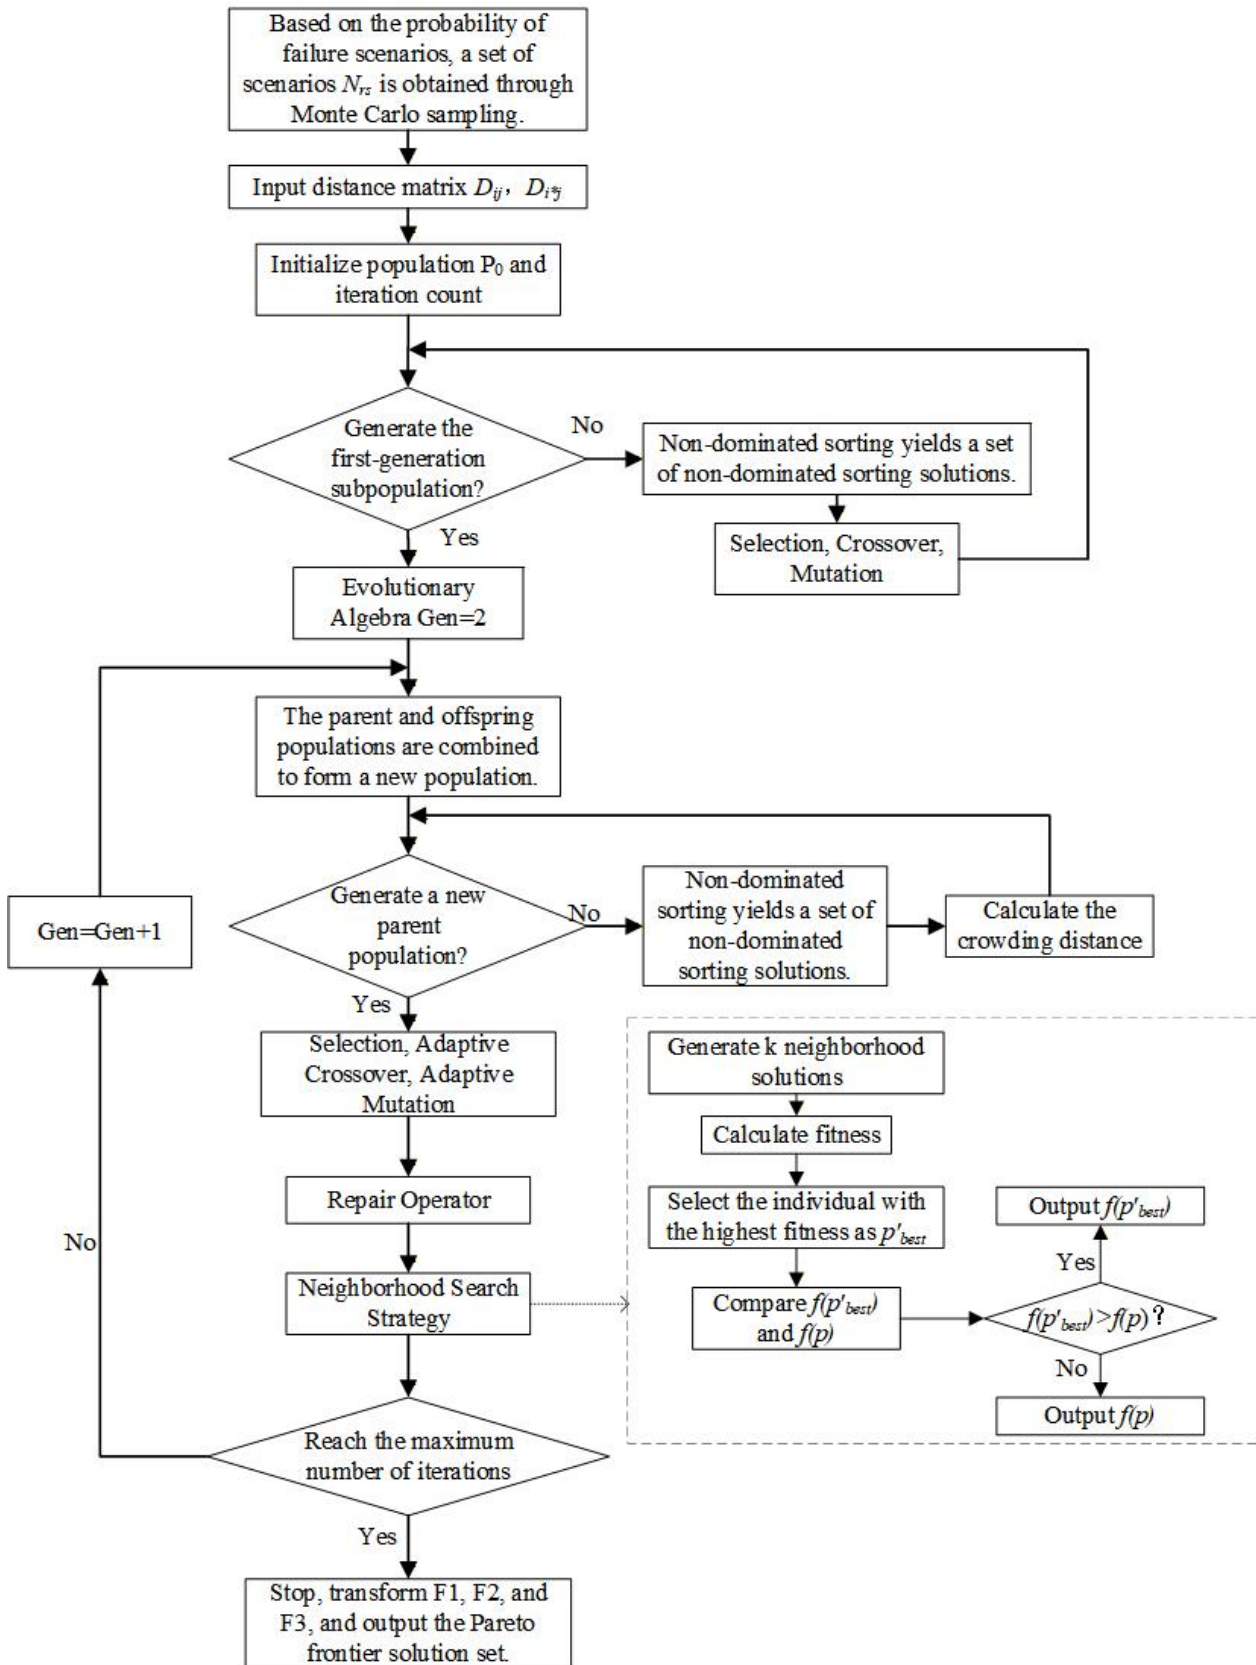 Based on the probability of
failure scenarios, a set of
scenarios N_rs is obtained through
Monte Carlo sampling.
Input distance matrix D_ij, D_i*j
Initialize population P₀ and
iteration count
Generate the
first-generation
subpopulation?
No
Non-dominated sorting yields a set
of non-dominated sorting solutions.
Selection, Crossover,
Mutation
Yes
Evolutionary
Algebra Gen=2
The parent and offspring
populations are combined
to form a new population.
Generate a new
parent
population?
No
Non-dominated
sorting yields a set of
non-dominated
sorting solutions.
Calculate the
crowding distance
Gen=Gen+1
Yes
Selection, Adaptive
Crossover, Adaptive
Mutation
Repair Operator
Neighborhood Search
Strategy
No
Reach the maximum
number of iterations
Yes
Stop, transform F1, F2, and
F3, and output the Pareto
frontier solution set.
Generate k neighborhood
solutions
Calculate fitness
Select the individual with
the highest fitness as p'_best
Compare f(p'_best)
and f(p)
f(p'_best)>f(p)?
Yes
Output f(p'_best)
No
Output f(p)